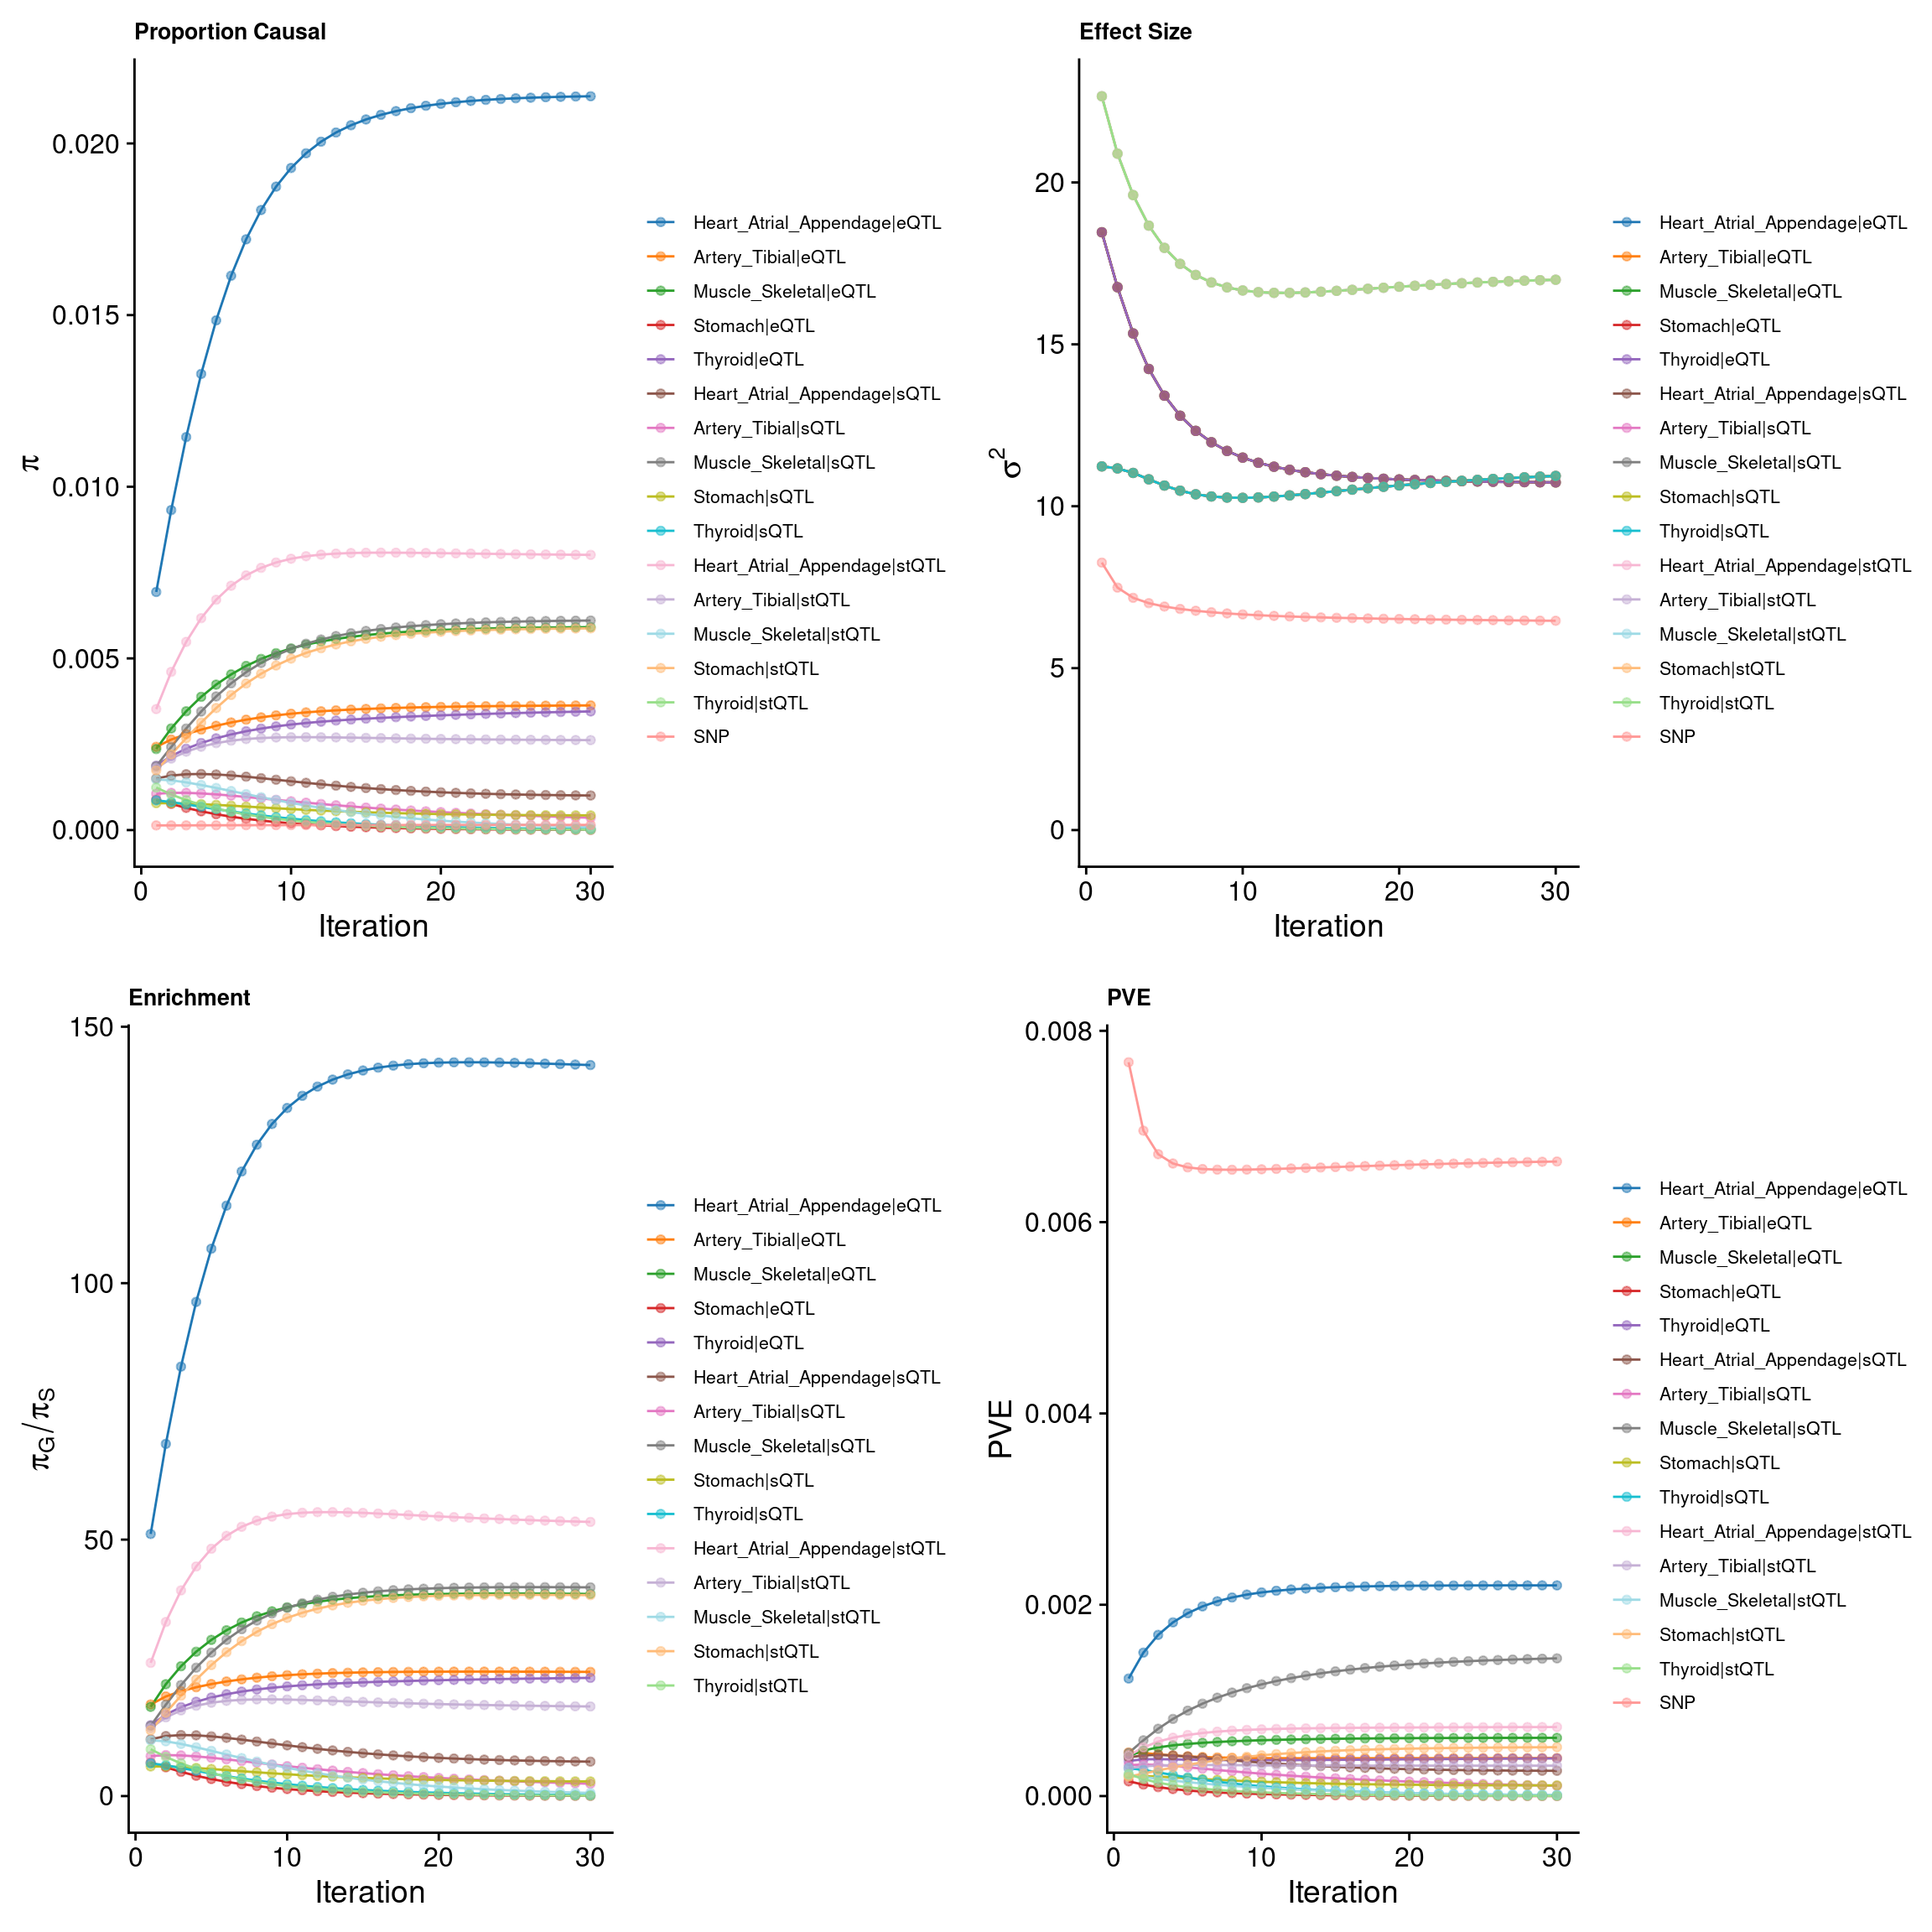 Proportion Causal
π
0.020
0.015
0.010
0.005
0.000
0 10 20 30
Iteration
Heart_Atrial_Appendage|eQTL
Artery_Tibial|eQTL
Muscle_Skeletal|eQTL
Stomach|eQTL
Thyroid|eQTL
Heart_Atrial_Appendage|sQTL
Artery_Tibial|sQTL
Muscle_Skeletal|sQTL
Stomach|sQTL
Thyroid|sQTL
Heart_Atrial_Appendage|stQTL
Artery_Tibial|stQTL
Muscle_Skeletal|stQTL
Stomach|stQTL
Thyroid|stQTL
SNP
Effect Size
σ²
20
15
10
5
0
0 10 20 30
Iteration
Heart_Atrial_Appendage|eQTL
Artery_Tibial|eQTL
Muscle_Skeletal|eQTL
Stomach|eQTL
Thyroid|eQTL
Heart_Atrial_Appendage|sQTL
Artery_Tibial|sQTL
Muscle_Skeletal|sQTL
Stomach|sQTL
Thyroid|sQTL
Heart_Atrial_Appendage|stQTL
Artery_Tibial|stQTL
Muscle_Skeletal|stQTL
Stomach|stQTL
Thyroid|stQTL
SNP
Enrichment
πG/πS
150
100
50
0
0 10 20 30
Iteration
Heart_Atrial_Appendage|eQTL
Artery_Tibial|eQTL
Muscle_Skeletal|eQTL
Stomach|eQTL
Thyroid|eQTL
Heart_Atrial_Appendage|sQTL
Artery_Tibial|sQTL
Muscle_Skeletal|sQTL
Stomach|sQTL
Thyroid|sQTL
Heart_Atrial_Appendage|stQTL
Artery_Tibial|stQTL
Muscle_Skeletal|stQTL
Stomach|stQTL
Thyroid|stQTL
PVE
PVE
0.008
0.006
0.004
0.002
0.000
0 10 20 30
Iteration
Heart_Atrial_Appendage|eQTL
Artery_Tibial|eQTL
Muscle_Skeletal|eQTL
Stomach|eQTL
Thyroid|eQTL
Heart_Atrial_Appendage|sQTL
Artery_Tibial|sQTL
Muscle_Skeletal|sQTL
Stomach|sQTL
Thyroid|sQTL
Heart_Atrial_Appendage|stQTL
Artery_Tibial|stQTL
Muscle_Skeletal|stQTL
Stomach|stQTL
Thyroid|stQTL
SNP